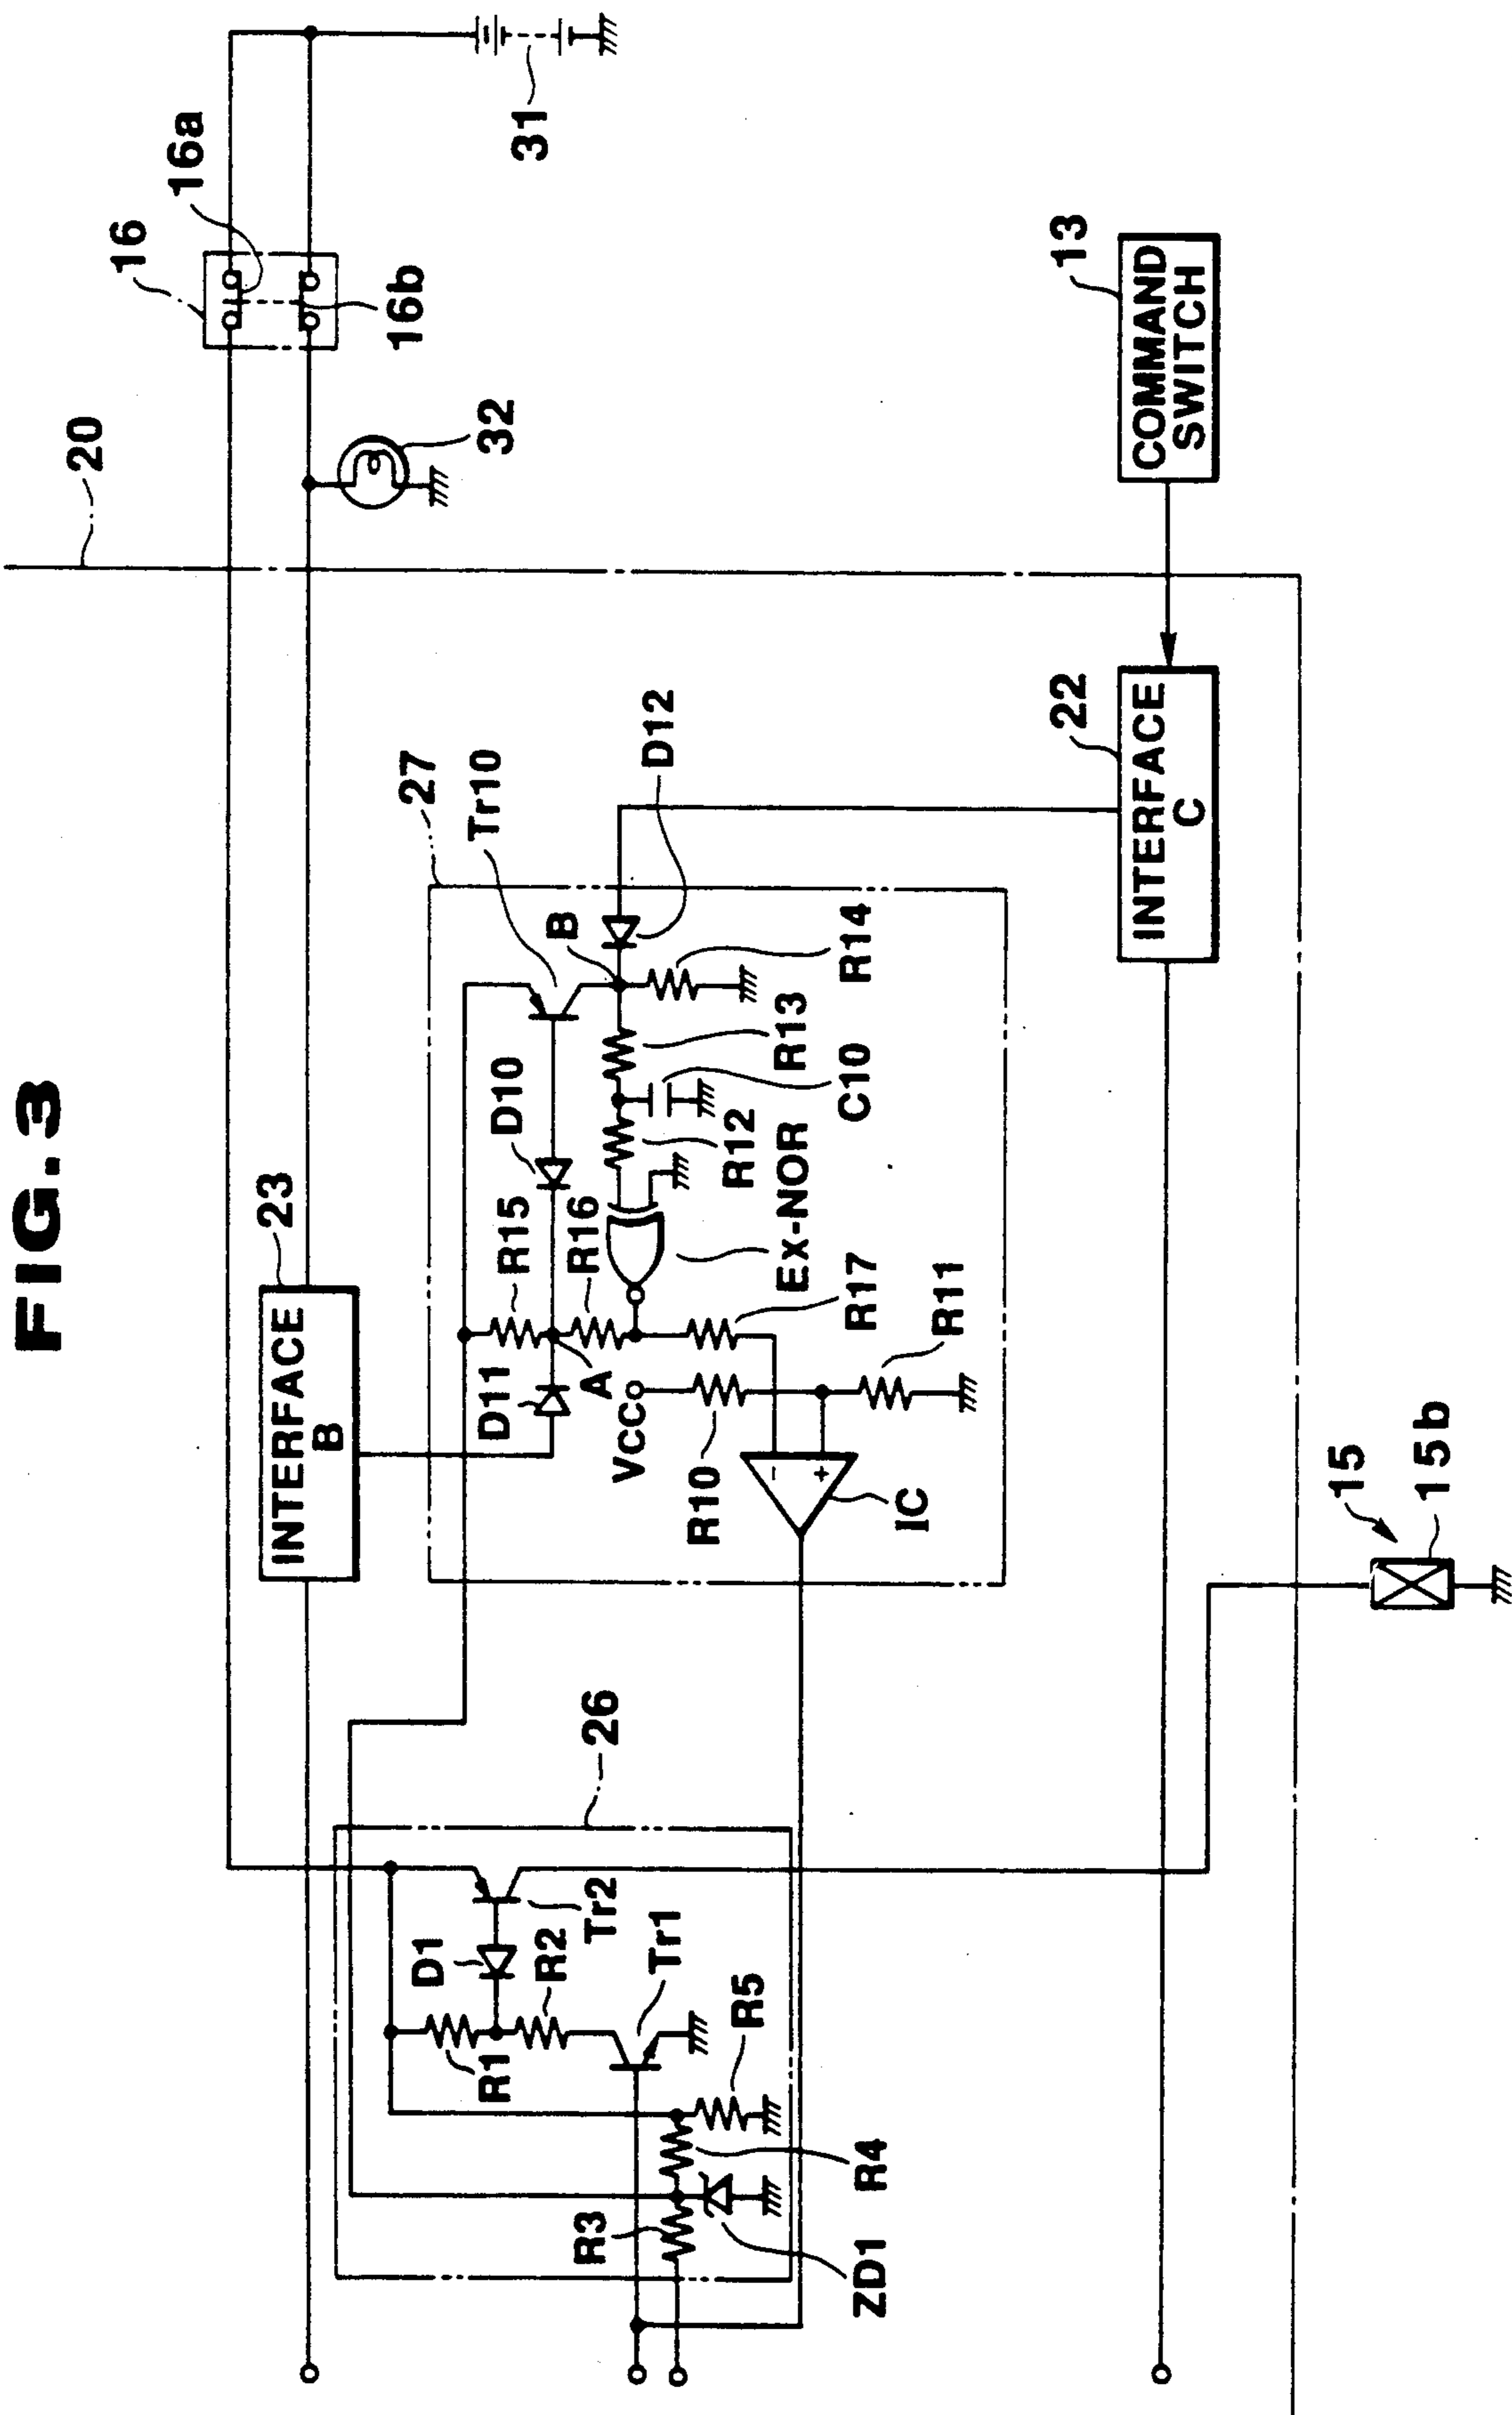 FIG.3
20
16
16a
16b
31
32
23
INTERFACE
B
13
COMMAND
SWITCH
22
INTERFACE
C
27
Tr10
D12
B
R14
R13
C10
D10
R12
EX-NOR
R15
R16
R17
R11
D11
A
VCC
R10
-
+
IC
15
15b
26
Tr2
D1
R2
Tr1
R5
R1
R4
R3
ZD1